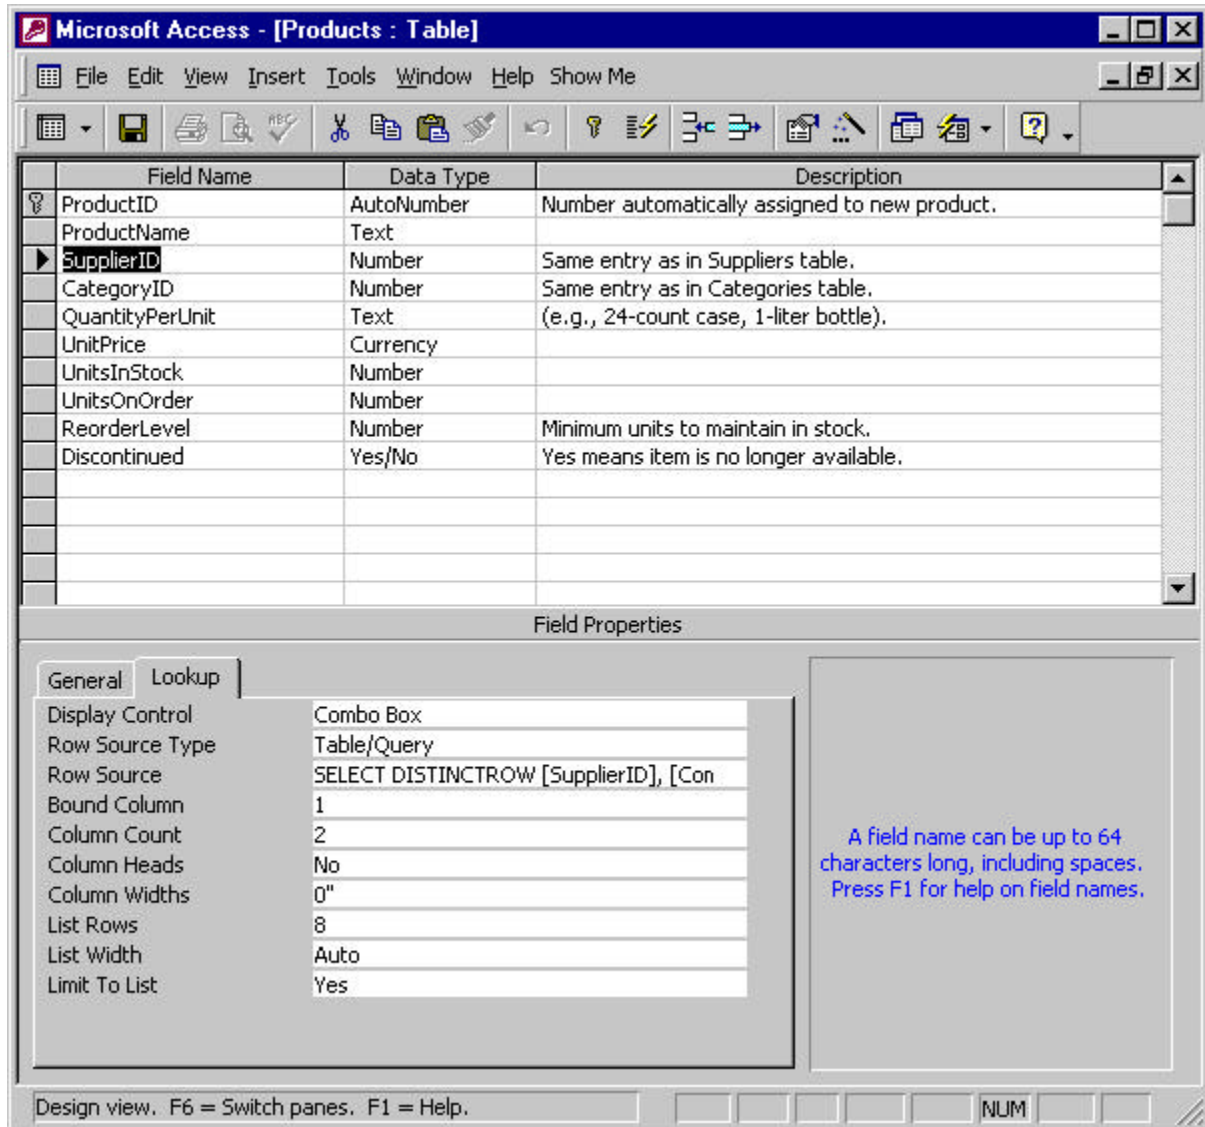 Microsoft Access - [Products : Table]
File Edit View Insert Tools Window Help Show Me
ABC
Field Name Data Type Description
ProductID AutoNumber Number automatically assigned to new product.
ProductName Text
SupplierID Number Same entry as in Suppliers table.
CategoryID Number Same entry as in Categories table.
QuantityPerUnit Text (e.g., 24-count case, 1-liter bottle).
UnitPrice Currency
UnitsInStock Number
UnitsOnOrder Number
ReorderLevel Number Minimum units to maintain in stock.
Discontinued Yes/No Yes means item is no longer available.
Field Properties
General Lookup
Display Control Combo Box
Row Source Type Table/Query
Row Source SELECT DISTINCTROW [SupplierID], [Con
Bound Column 1
Column Count 2
Column Heads No
Column Widths 0"
List Rows 8
List Width Auto
Limit To List Yes
A field name can be up to 64
characters long, including spaces.
Press F1 for help on field names.
Design view. F6 = Switch panes. F1 = Help. NUM